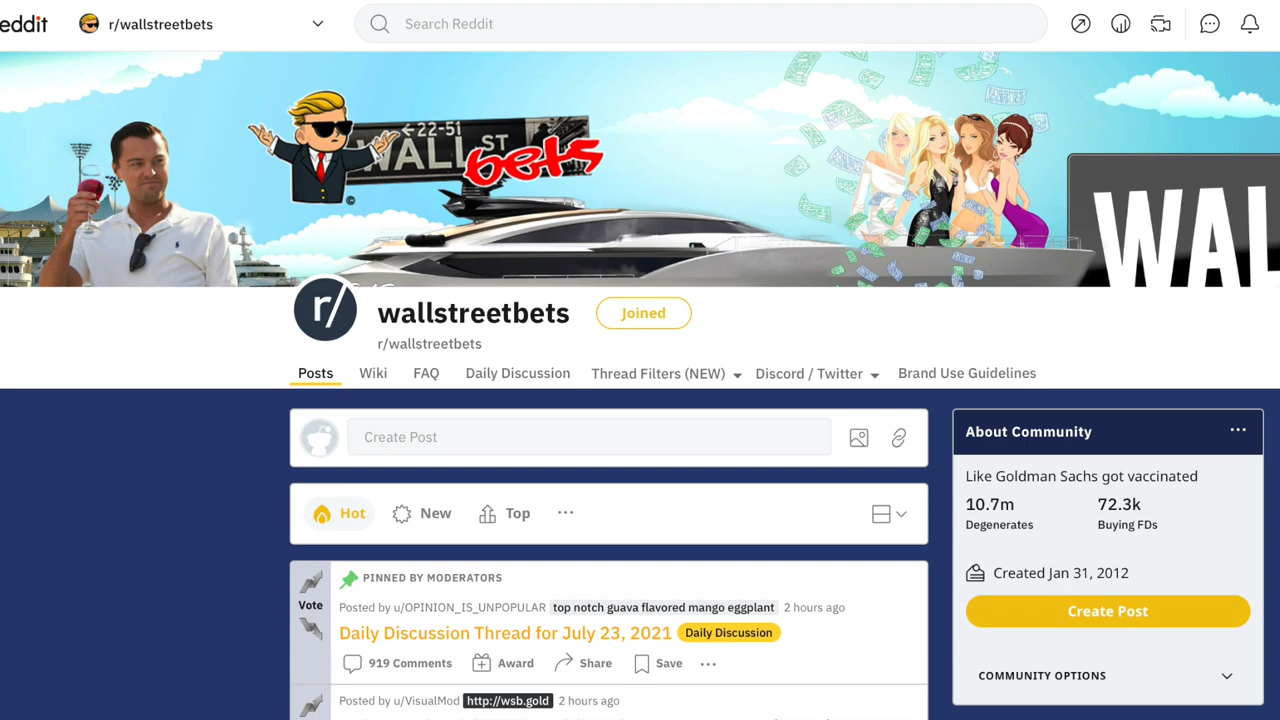 eddit
r/wallstreetbets
Search Reddit
←22-51
WALL ST
bets
©
WAL
r/
wallstreetbets
Joined
r/wallstreetbets
Posts
Wiki
FAQ
Daily Discussion
Thread Filters (NEW)
Discord / Twitter
Brand Use Guidelines
Create Post
Hot
New
Top
PINNED BY MODERATORS
Vote
Posted by u/OPINION_IS_UNPOPULAR top notch guava flavored mango eggplant 2 hours ago
Daily Discussion Thread for July 23, 2021 Daily Discussion
919 Comments Award Share Save
Posted by u/VisualMod http://wsb.gold 2 hours ago
About Community
Like Goldman Sachs got vaccinated
10.7m 72.3k
Degenerates Buying FDs
Created Jan 31, 2012
Create Post
COMMUNITY OPTIONS